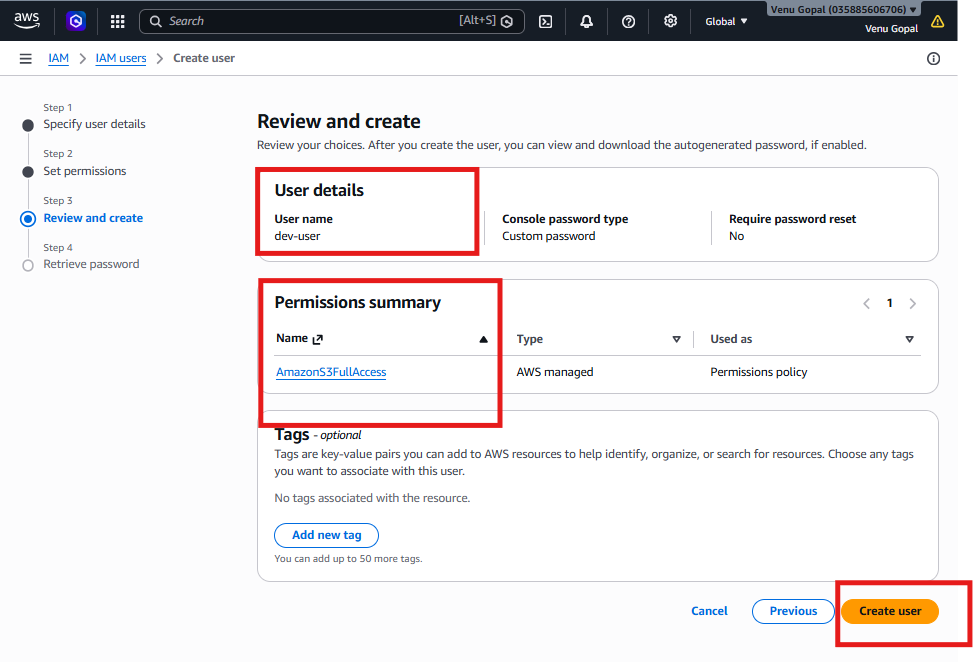 aws
Search
[Alt+S]
Global
Venu Gopal (035885606706)
Venu Gopal
IAM > IAM users > Create user
Step 1
Specify user details
Step 2
Set permissions
Step 3
Review and create
Step 4
Retrieve password
Review and create
Review your choices. After you create the user, you can view and download the autogenerated password, if enabled.
User details
User name
dev-user
Console password type
Custom password
Require password reset
No
Permissions summary
1
Name Type Used as
AmazonS3FullAccess AWS managed Permissions policy
Tags - optional
Tags are key-value pairs you can add to AWS resources to help identify, organize, or search for resources. Choose any tags
you want to associate with this user.
No tags associated with the resource.
Add new tag
You can add up to 50 more tags.
Cancel Previous Create user